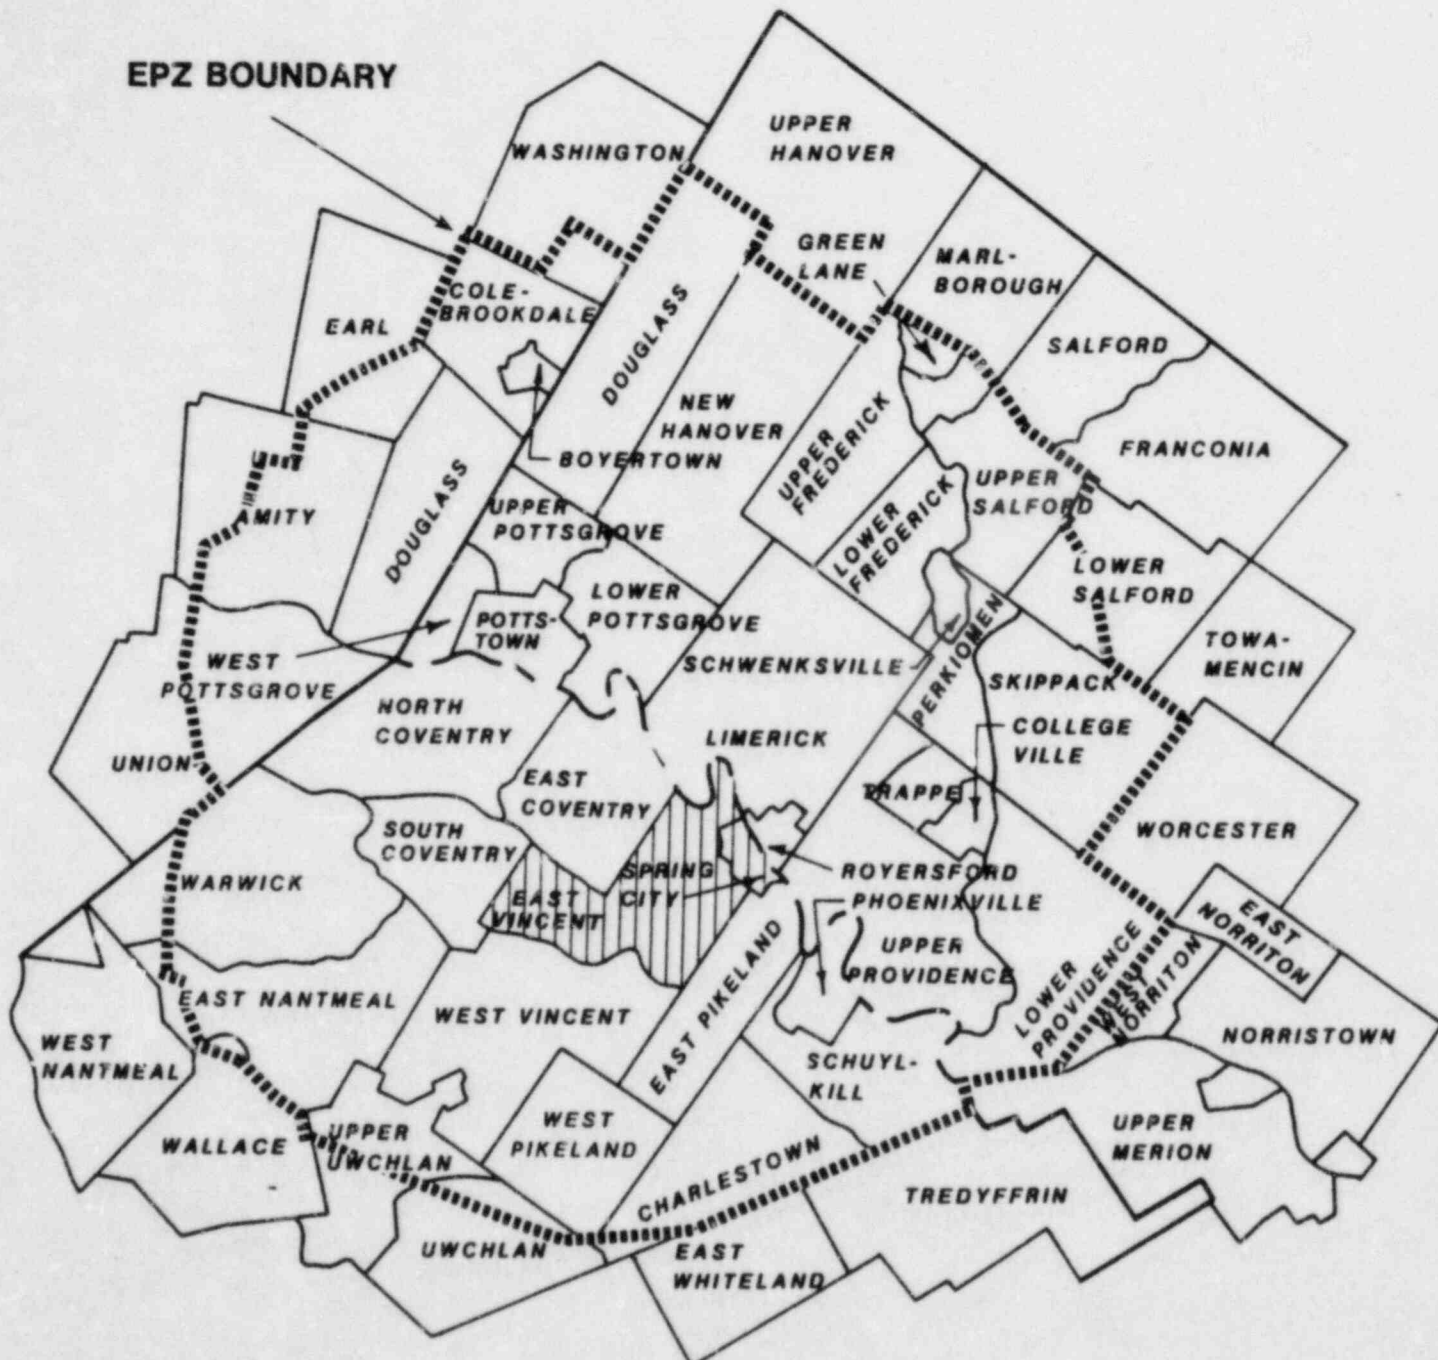 EPZ BOUNDARY
UPPER
HANOVER
WASHINGTON
GREEN
LANE
MARL-
BOROUGH
COLE-
BROOKDALE
EARL
DOUGLASS
SALFORD
NEW
HANOVER
UPPER
FREDERICK
FRANCONIA
BOYERTOWN
DOUGLASS
UPPER
SALFORD
AMITY
UPPER
POTTSGROVE
LOWER
FREDERICK
LOWER
SALFORD
LOWER
POTTSGROVE
POTTS-
TOWN
PERKIOMEN
TOWA-
MENCIN
WEST
POTTSGROVE
SCHWENKSVILLE
SKIPPACK
NORTH
COVENTRY
COLLEGE
VILLE
LIMERICK
UNION
EAST
COVENTRY
TRAPPE
WORCESTER
SOUTH
COVENTRY
SPRING
CITY
ROYERSFORD
WARWICK
EAST
VINCENT
PHOENIXVILLE
EAST
NORRITON
UPPER
PROVIDENCE
LOWER
PROVIDENCE
WEST
NORRITON
EAST PIKELAND
EAST NANTMEAL
WEST VINCENT
NORRISTOWN
WEST
NANTMEAL
SCHUYL-
KILL
WEST
PIKELAND
UPPER
MERION
WALLACE
UPPER
UWCHLAN
CHARLESTOWN
TREDYFFRIN
UWCHLAN
EAST
WHITELAND